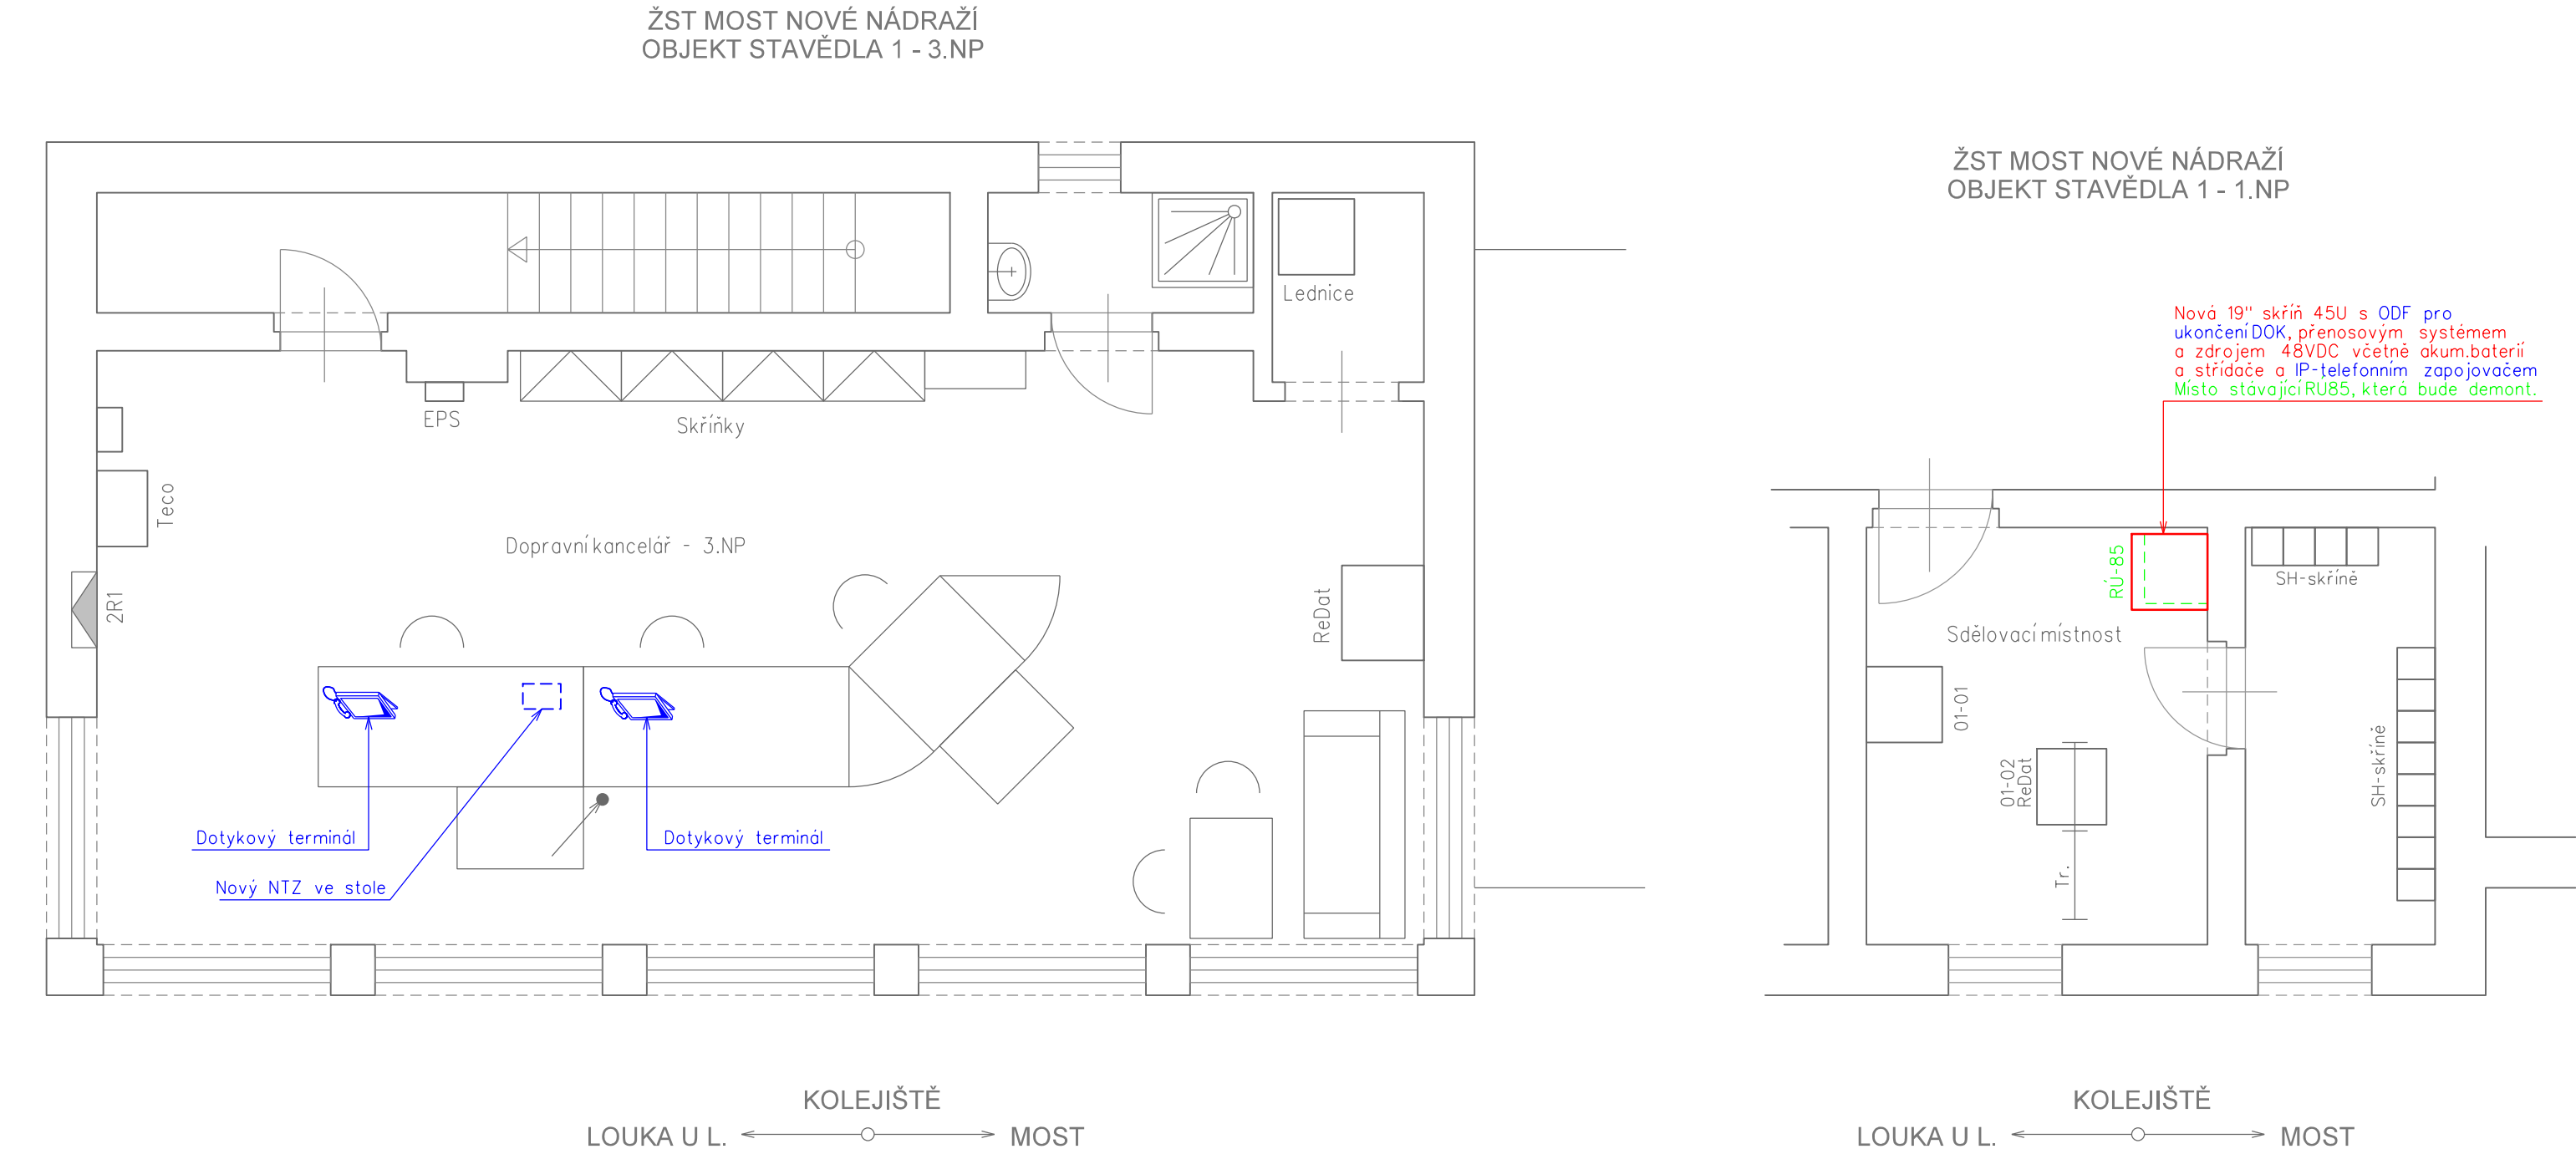 ŽST MOST NOVÉ NÁDRAŽÍ
OBJEKT STAVĚDLA 1 - 3.NP
Lednice
EPS
Skříňky
Teco
Dopravní kancelář - 3.NP
2R1
ReDat
Dotykový terminál
Dotykový terminál
Nový NTZ ve stole
KOLEJIŠTĚ
LOUKA U L.
MOST
ŽST MOST NOVÉ NÁDRAŽÍ
OBJEKT STAVĚDLA 1 - 1.NP
Nová 19" skříň 45U s ODF pro
ukončení DOK, přenosovým systémem
a zdrojem 48VDC včetně akum.baterií
a střídače a IP-telefonním zapojovačem
Místo stávající RÚ85, která bude demont.
RÚ-85
SH-skříně
Sdělovací místnost
01-01
01-02
ReDat
SH-skříně
Tr.
KOLEJIŠTĚ
LOUKA U L.
MOST